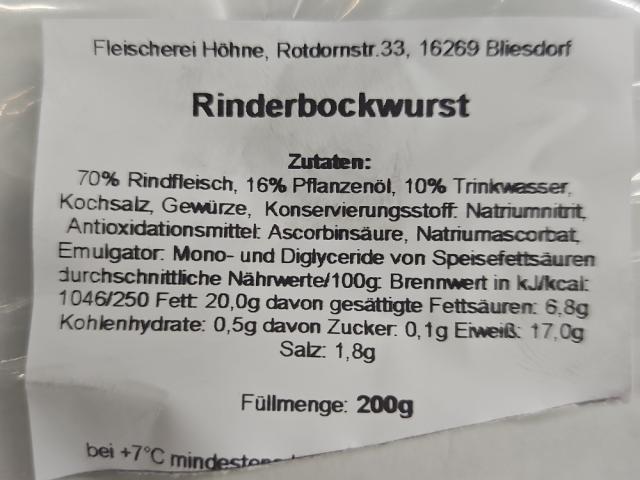 Fleischerei Höhne, Rotdornstr.33, 16269 Bliesdorf
Rinderbockwurst
Zutaten:
70% Rindfleisch, 16% Pflanzenöl, 10% Trinkwasser,
Kochsalz, Gewürze, Konservierungsstoff: Natriumnitrit,
Antioxidationsmittel: Ascorbinsäure, Natriumascorbat,
Emulgator: Mono- und Diglyceride von Speisefettsäuren
durchschnittliche Nährwerte/100g: Brennwert in kJ/kcal:
1046/250 Fett: 20,0g davon gesättigte Fettsäuren: 6,8g
Kohlenhydrate: 0,5g davon Zucker: 0,1g Eiweiß: 17,0g
Salz: 1,8g
Füllmenge: 200g
bei +7°C